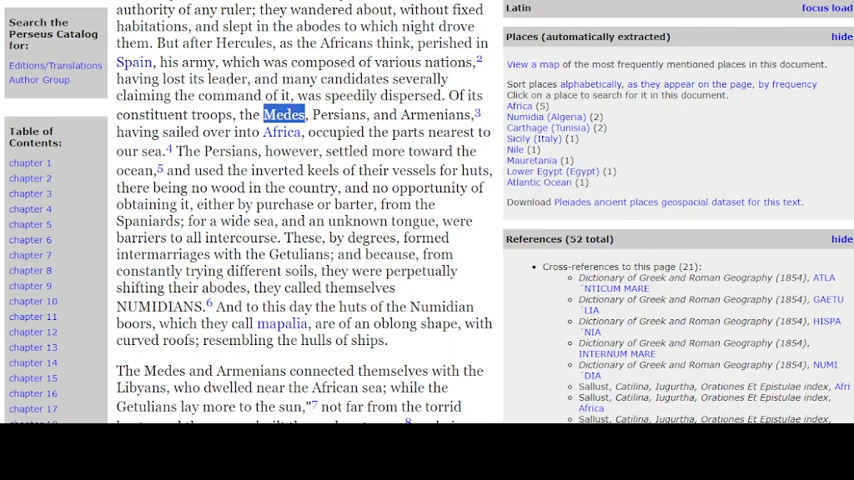 Search the
Perseus Catalog
for:
Editions/Translations
Author Group
Table of
Contents:
chapter 1
chapter 2
chapter 3
chapter 4
chapter 5
chapter 6
chapter 7
chapter 8
chapter 9
chapter 10
chapter 11
chapter 12
chapter 13
chapter 14
chapter 15
chapter 16
chapter 17
authority of any ruler; they wandered about, without fixed
habitations, and slept in the abodes to which night drove
them. But after Hercules, as the Africans think, perished in
Spain, his army, which was composed of various nations,2
having lost its leader, and many candidates severally
claiming the command of it, was speedily dispersed. Of its
constituent troops, the Medes, Persians, and Armenians,3
having sailed over into Africa, occupied the parts nearest to
our sea.4 The Persians, however, settled more toward the
ocean,5 and used the inverted keels of their vessels for huts,
there being no wood in the country, and no opportunity of
obtaining it, either by purchase or barter, from the
Spaniards; for a wide sea, and an unknown tongue, were
barriers to all intercourse. These, by degrees, formed
intermarriages with the Getulians; and because, from
constantly trying different soils, they were perpetually
shifting their abodes, they called themselves
NUMIDIANS.6 And to this day the huts of the Numidian
boors, which they call mapalia, are of an oblong shape, with
curved roofs; resembling the hulls of ships.
The Medes and Armenians connected themselves with the
Libyans, who dwelled near the African sea; while the
Getulians lay more to the sun,"7 not far from the torrid
Latin
focus load
Places (automatically extracted)
hide
View a map of the most frequently mentioned places in this document.
Sort places alphabetically, as they appear on the page, by frequency
Click on a place to search for it in this document.
Africa (5)
Numidia (Algeria) (2)
Carthage (Tunisia) (2)
Sicily (Italy) (1)
Nile (1)
Mauretania (1)
Lower Egypt (Egypt) (1)
Atlantic Ocean (1)
Download Pleiades ancient places geospatial dataset for this text.
References (52 total)
hide
Cross-references to this page (21):
Dictionary of Greek and Roman Geography (1854), ATLA
´NTICUM MARE
Dictionary of Greek and Roman Geography (1854), GAETU
´LIA
Dictionary of Greek and Roman Geography (1854), HISPA
´NIA
Dictionary of Greek and Roman Geography (1854),
INTERNUM MARE
Dictionary of Greek and Roman Geography (1854), NUMI
´DIA
Sallust, Catilina, Iugurtha, Orationes Et Epistulae index, Afri
Sallust, Catilina, Iugurtha, Orationes Et Epistulae index,
Africa
Sallust, Catilina, Iugurtha, Orationes Et Epistulae index,